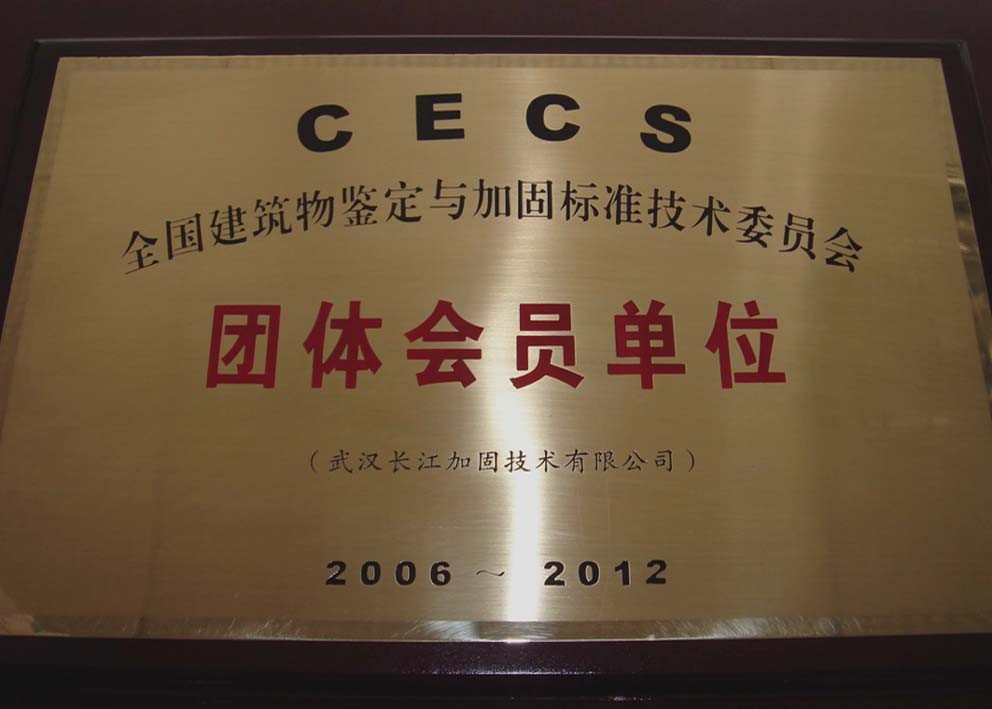 CECS
全国建筑物鉴定与加固标准技术委员会
团体会员单位
（武汉长江加固技术有限公司）
2006～2012